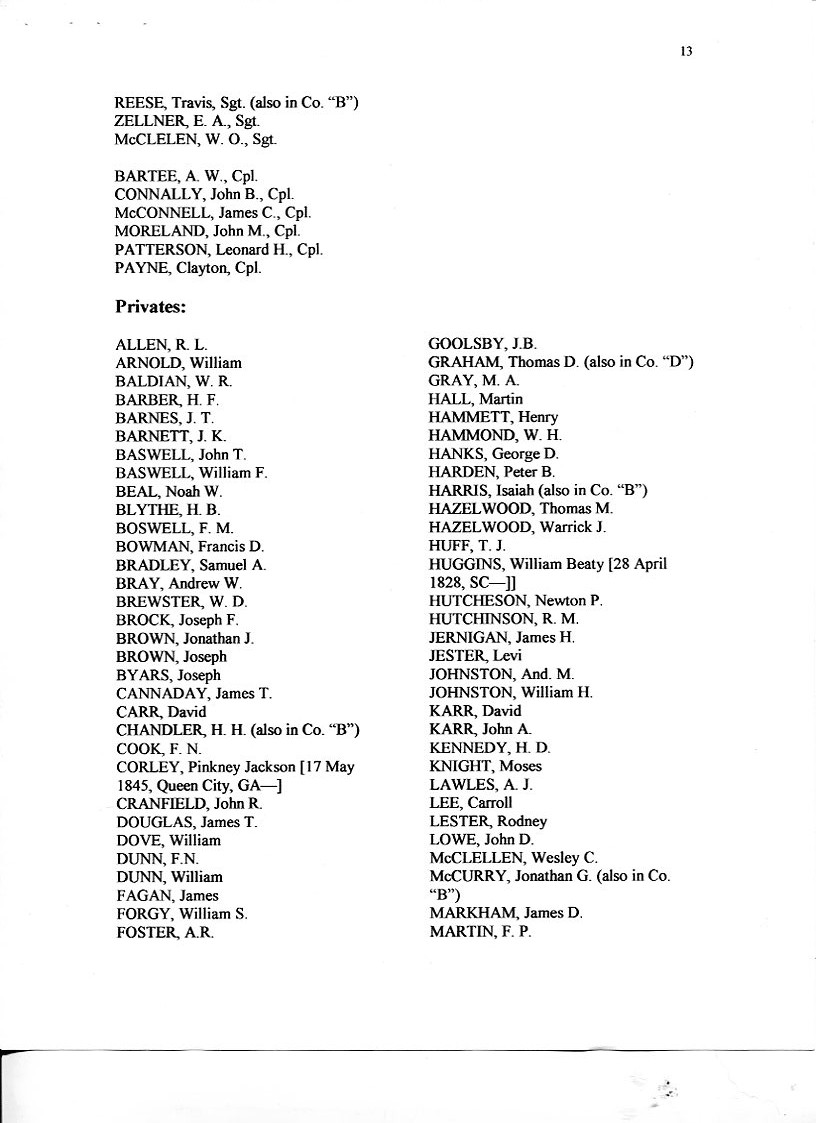 13
REESE, Travis, Sgt. (also in Co. “B”)
ZELLNER, E. A., Sgt.
McCLELEN, W. O., Sgt.
BARTEE, A. W., Cpl.
CONNALLY, John B., Cpl.
McCONNELL, James C., Cpl.
MORELAND, John M., Cpl.
PATTERSON, Leonard H., Cpl.
PAYNE, Clayton, Cpl.
Privates:
ALLEN, R. L.
ARNOLD, William
BALDIAN, W. R.
BARBER, H. F.
BARNES, J. T.
BARNETT, J. K.
BASWELL, John T.
BASWELL, William F.
BEAL, Noah W.
BLYTHE, H. B.
BOSWELL, F. M.
BOWMAN, Francis D.
BRADLEY, Samuel A.
BRAY, Andrew W.
BREWSTER, W. D.
BROCK, Joseph F.
BROWN, Jonathan J.
BROWN, Joseph
BYARS, Joseph
CANNADAY, James T.
CARR, David
CHANDLER, H. H. (also in Co. “B”)
COOK, F. N.
CORLEY, Pinkney Jackson [17 May
1845, Queen City, GA—]
CRANFIELD, John R.
DOUGLAS, James T.
DOVE, William
DUNN, F.N.
DUNN, William
FAGAN, James
FORGY, William S.
FOSTER, A.R.
GOOLSBY, J.B.
GRAHAM, Thomas D. (also in Co. “D”)
GRAY, M. A.
HALL, Martin
HAMMETT, Henry
HAMMOND, W. H.
HANKS, George D.
HARDEN, Peter B.
HARRIS, Isaiah (also in Co. “B”)
HAZELWOOD, Thomas M.
HAZELWOOD, Warrick J.
HUFF, T. J.
HUGGINS, William Beaty [28 April
1828, SC—]]
HUTCHESON, Newton P.
HUTCHINSON, R. M.
JERNIGAN, James H.
JESTER, Levi
JOHNSTON, And. M.
JOHNSTON, William H.
KARR, David
KARR, John A.
KENNEDY, H. D.
KNIGHT, Moses
LAWLES, A. J.
LEE, Carroll
LESTER, Rodney
LOWE, John D.
McCLELLEN, Wesley C.
McCURRY, Jonathan G. (also in Co.
“B”)
MARKHAM, James D.
MARTIN, F. P.